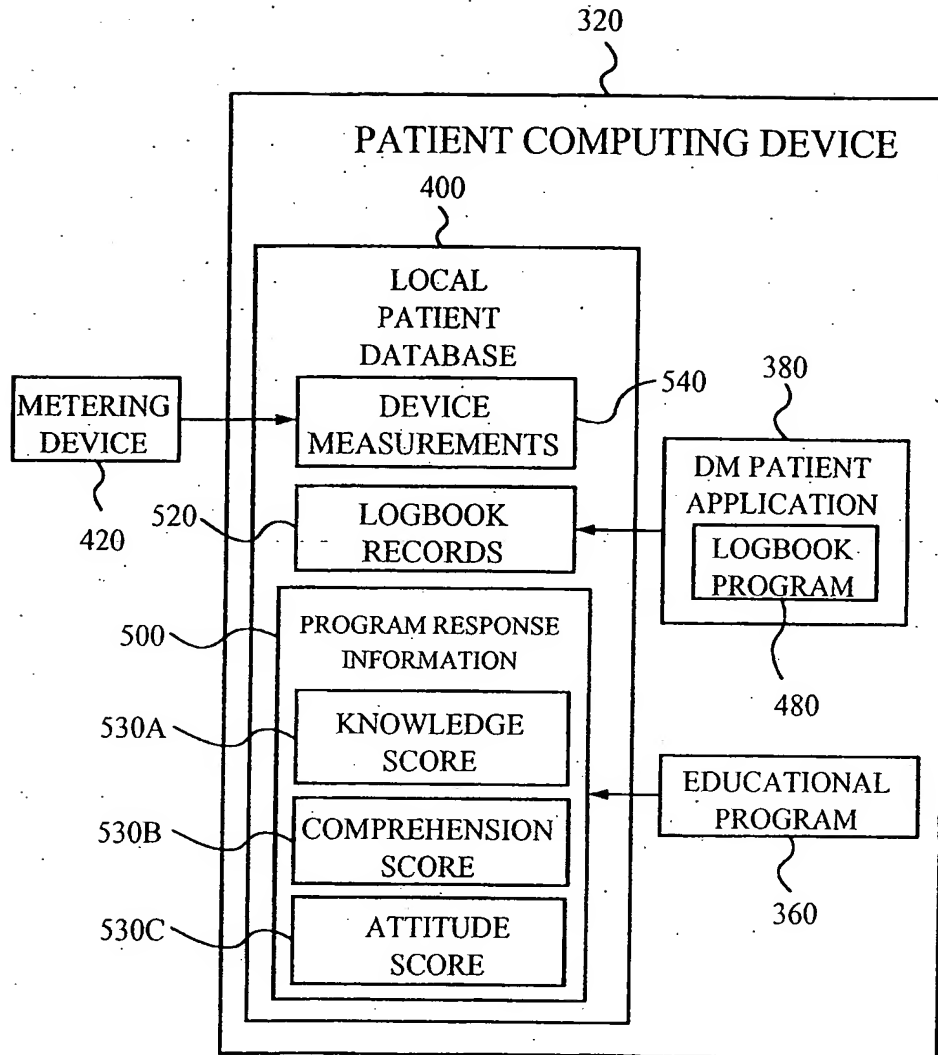 320
PATIENT COMPUTING DEVICE
400
LOCAL
PATIENT
DATABASE
METERING
DEVICE
420
DEVICE
MEASUREMENTS
540
520
LOGBOOK
RECORDS
380
DM PATIENT
APPLICATION
LOGBOOK
PROGRAM
480
500
PROGRAM RESPONSE
INFORMATION
530A
KNOWLEDGE
SCORE
530B
COMPREHENSION
SCORE
530C
ATTITUDE
SCORE
EDUCATIONAL
PROGRAM
360